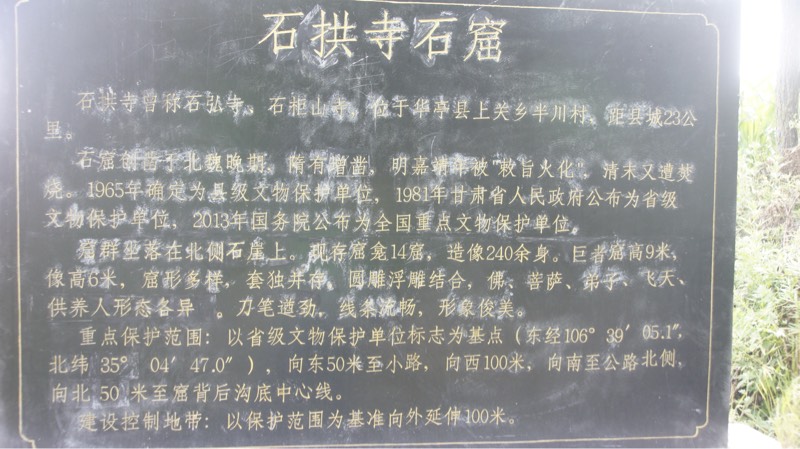 石拱寺石窟
石拱寺曾称石弘寺、石拒山寺，位于华亭县上关乡半川村，距县城23公
里。
石窟创凿于北魏晚期，隋有增凿，明嘉靖年被“敕旨火化”，清末又遭焚
烧。1965年确定为县级文物保护单位，1981年甘肃省人民政府公布为省级
文物保护单位，2013年国务院公布为全国重点文物保护单位。
窟群坐落在北侧石崖上。现存窟龛14窟，造像240余身。巨者窟高9米，
像高6米，窟形多样，套独并存，圆雕浮雕结合，佛、菩萨、弟子、飞天、
供养人形态各异 。刀笔遒劲，线条流畅，形象俊美。
重点保护范围：以省级文物保护单位标志为基点（东经106° 39′ 05.1″，
北纬 35° 04′ 47.0″），向东50米至小路，向西100米，向南至公路北侧，
向北 50 米至窟背后沟底中心线。
建设控制地带：以保护范围为基准向外延伸100米。